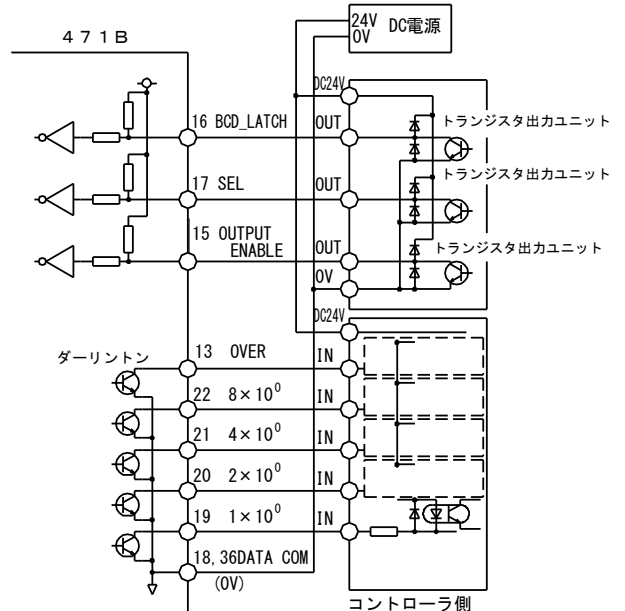 471B
24V
0V
DC電源
DC24V
トランジスタ出力ユニット
16 BCD_LATCH
OUT
トランジスタ出力ユニット
17 SEL
OUT
15 OUTPUT
ENABLE
OUT
トランジスタ出力ユニット
0V
DC24V
ダーリントン
13 OVER
IN
22 8×10⁰
IN
21 4×10⁰
IN
20 2×10⁰
IN
19 1×10⁰
IN
18,36DATA COM
(0V)
コントローラ側